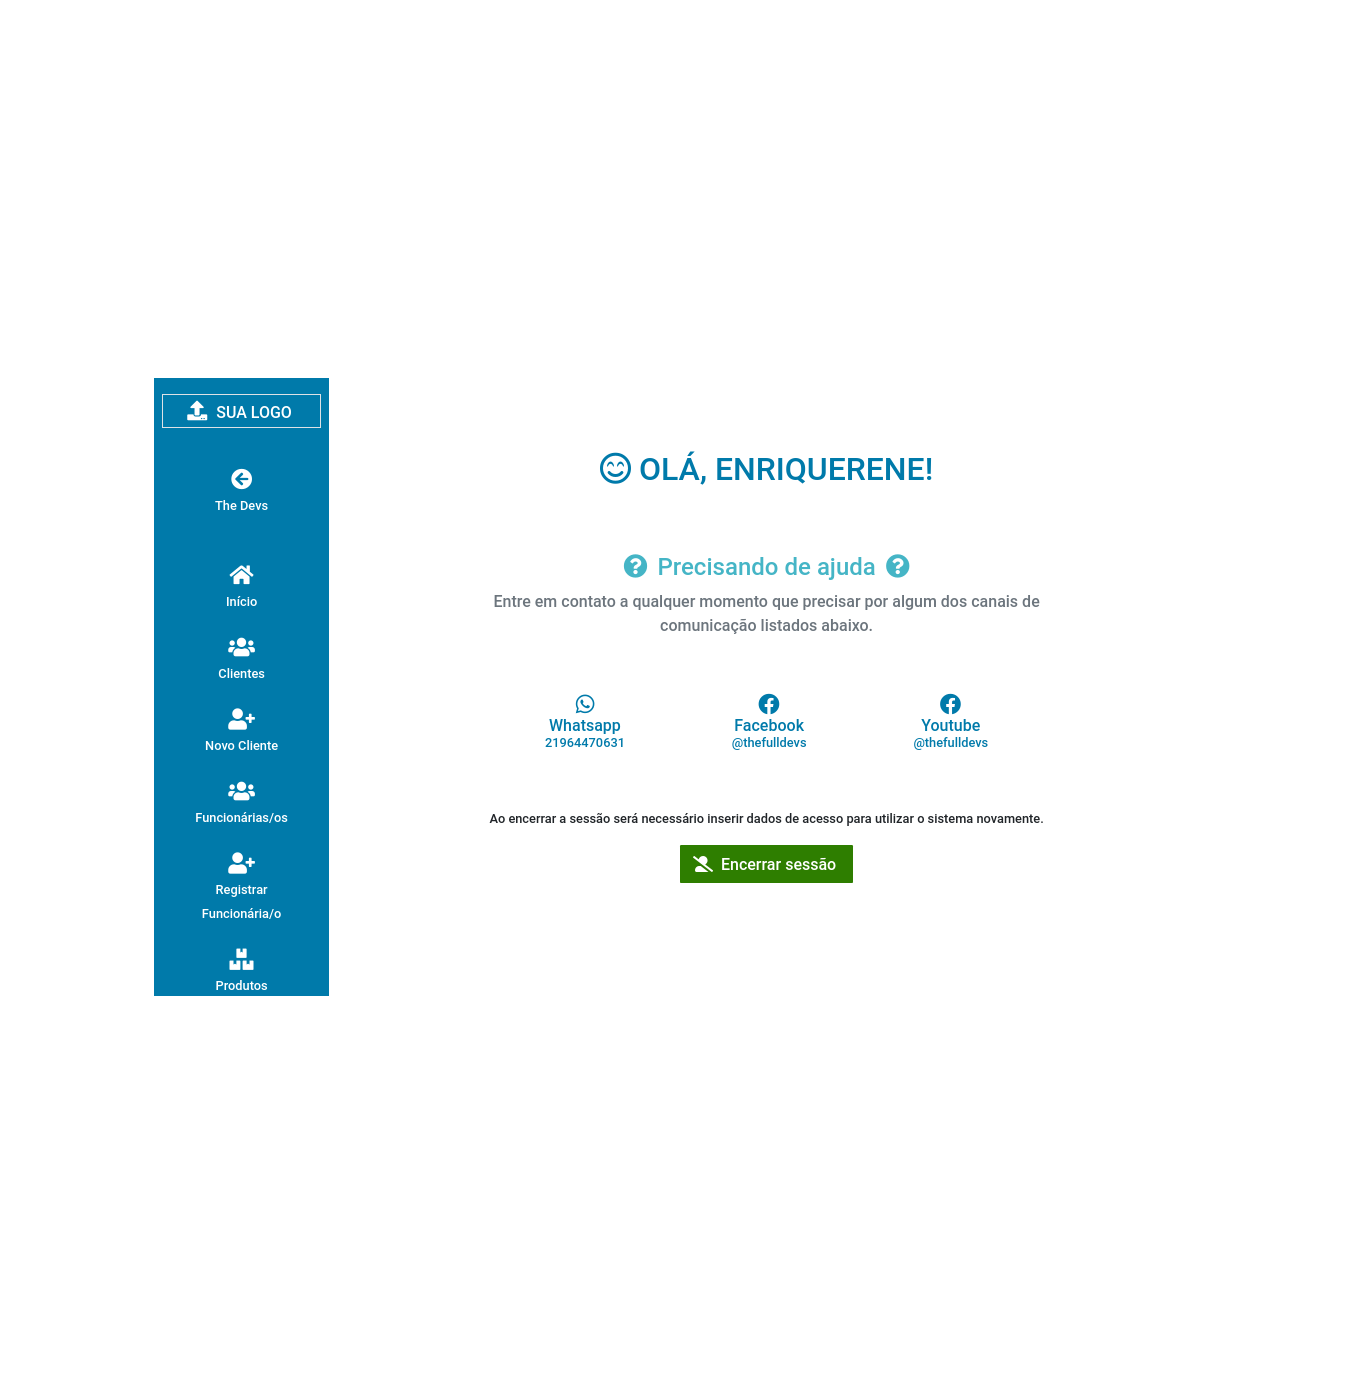 SUA LOGO
The Devs
Início
Clientes
Novo Cliente
Funcionárias/os
Registrar
Funcionária/o
Produtos
OLÁ, ENRIQUERENE!
Precisando de ajuda
Entre em contato a qualquer momento que precisar por algum dos canais de
comunicação listados abaixo.
Whatsapp
21964470631
Facebook
@thefulldevs
Youtube
@thefulldevs
Ao encerrar a sessão será necessário inserir dados de acesso para utilizar o sistema novamente.
Encerrar sessão